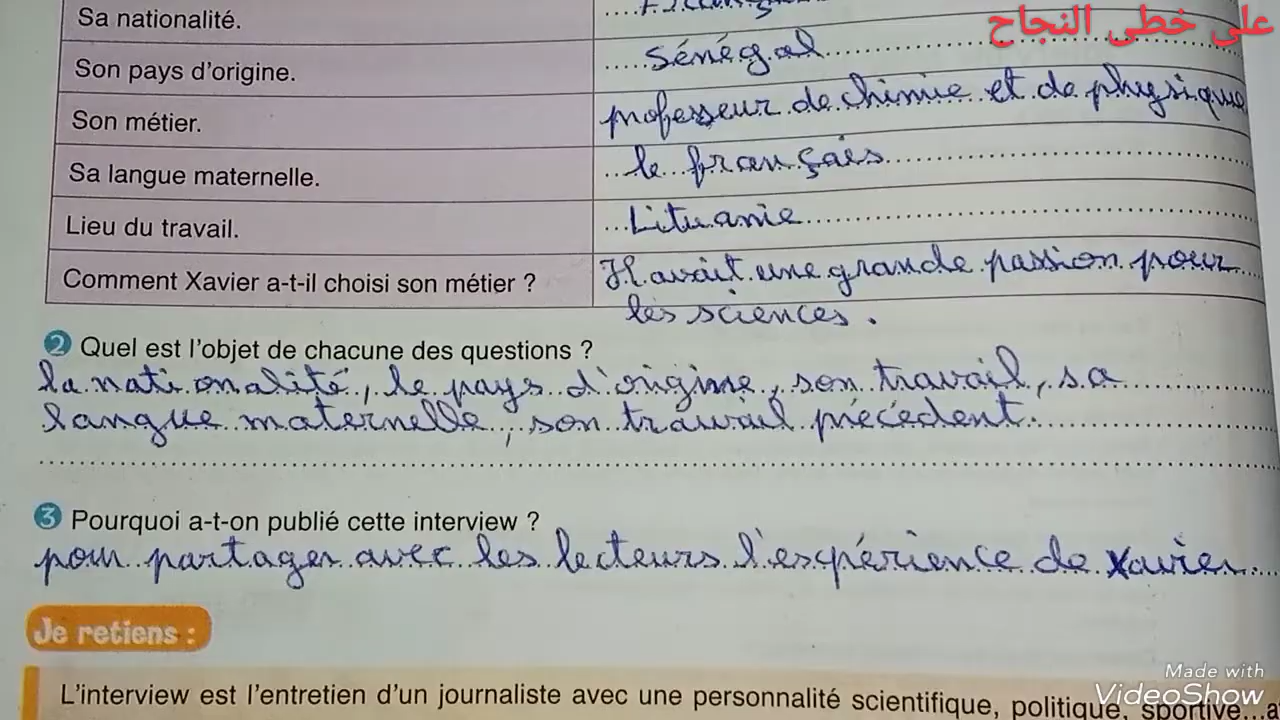 Sa nationalité.
على خطى النجاح
Son pays d'origine. Sénégal
Son métier. professeur de chimie et de physique
Sa langue maternelle. le français
Lieu du travail. Lituanie
Comment Xavier a-t-il choisi son métier ? Il avait une grande passion pour
les sciences.
2 Quel est l'objet de chacune des questions ?
la nationalité, le pays d'origine, son travail, sa
langue maternelle, son travail précédent.
3 Pourquoi a-t-on publié cette interview ?
pour partager avec les lecteurs l'expérience de Xavier
Je retiens :
L'interview est l'entretien d'un journaliste avec une personnalité scientifique, politique, sportive...a
Made with
VideoShow